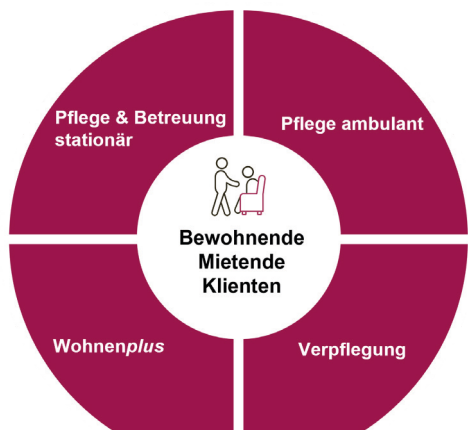 Pflege & Betreuung
stationär
Pflege ambulant
Bewohnende
Mietende
Klienten
Wohnenplus
Verpflegung